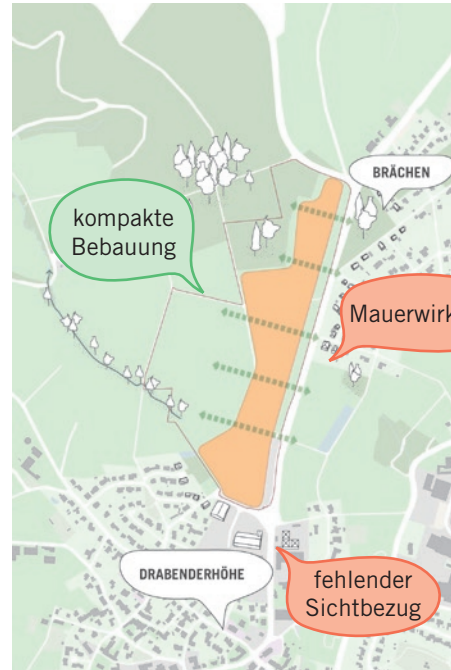 BRÄCHEN
kompakte
Bebauung
Mauerwirk
DRABENDERHÖHE
fehlender
Sichtbezug